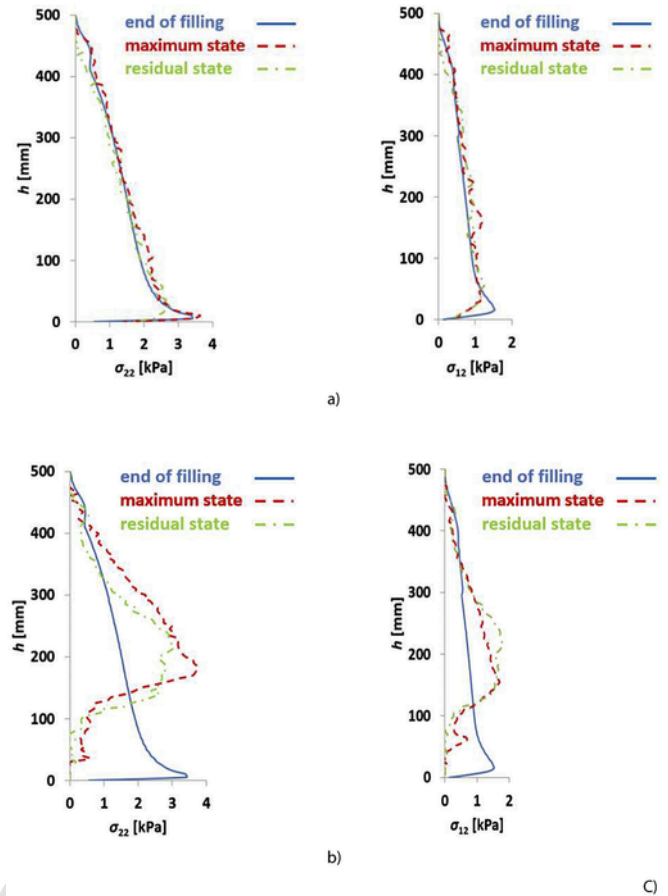 500
400
300
200
100
0
h [mm]
end of filling
maximum state
residual state
0 1 2 3 4
σ22 [kPa]
500
400
300
200
100
0
h [mm]
end of filling
maximum state
residual state
0 1 2
σ12 [kPa]
a)
500
400
300
200
100
0
h [mm]
end of filling
maximum state
residual state
0 1 2 3 4
σ22 [kPa]
500
400
300
200
100
0
h [mm]
end of filling
maximum state
residual state
0 1 2
σ12 [kPa]
b)
C)